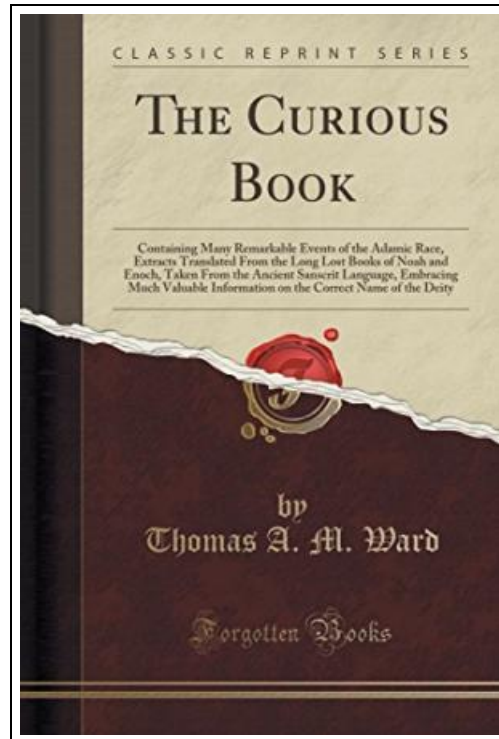 CLASSIC REPRINT SERIES
THE CURIOUS
BOOK
Containing Many Remarkable Events of the Adamic Race,
Extracts Translated From the Long Lost Books of Noah and
Enoch, Taken From the Ancient Sanscrit Language, Embracing
Much Valuable Information on the Correct Name of the Deity
by
Thomas A. M. Ward
Forgotten Books